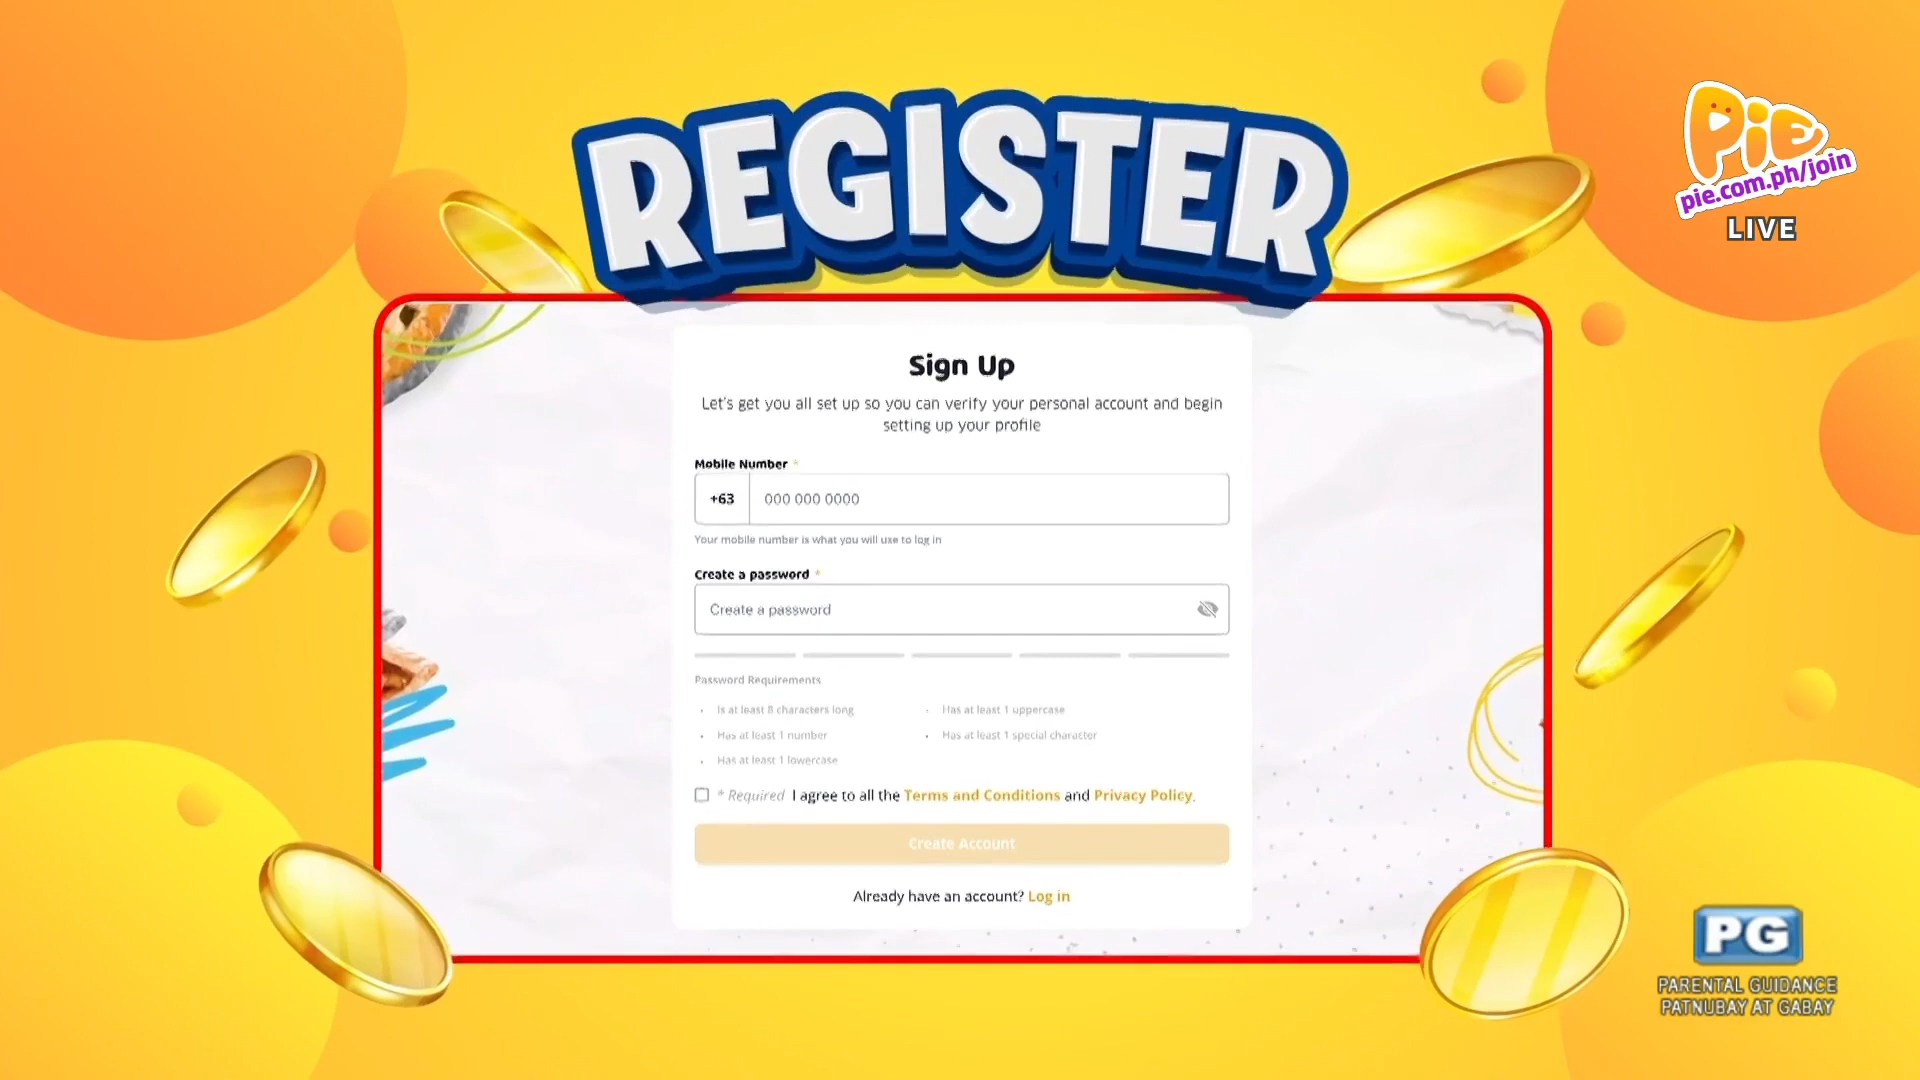 REGISTER
Pie
pie.com.ph/join
LIVE
Sign Up
Let's get you all set up so you can verify your personal account and begin
setting up your profile
Mobile Number *
+63 000 000 0000
Your mobile number is what you will use to log in
Create a password *
Create a password
Password Requirements
• Is at least 8 characters long
• Has at least 1 uppercase
• Has at least 1 number
• Has at least 1 special character
• Has at least 1 lowercase
* Required I agree to all the Terms and Conditions and Privacy Policy.
Create Account
Already have an account? Log in
PG
PARENTAL GUIDANCE
PATNUBAY AT GABAY